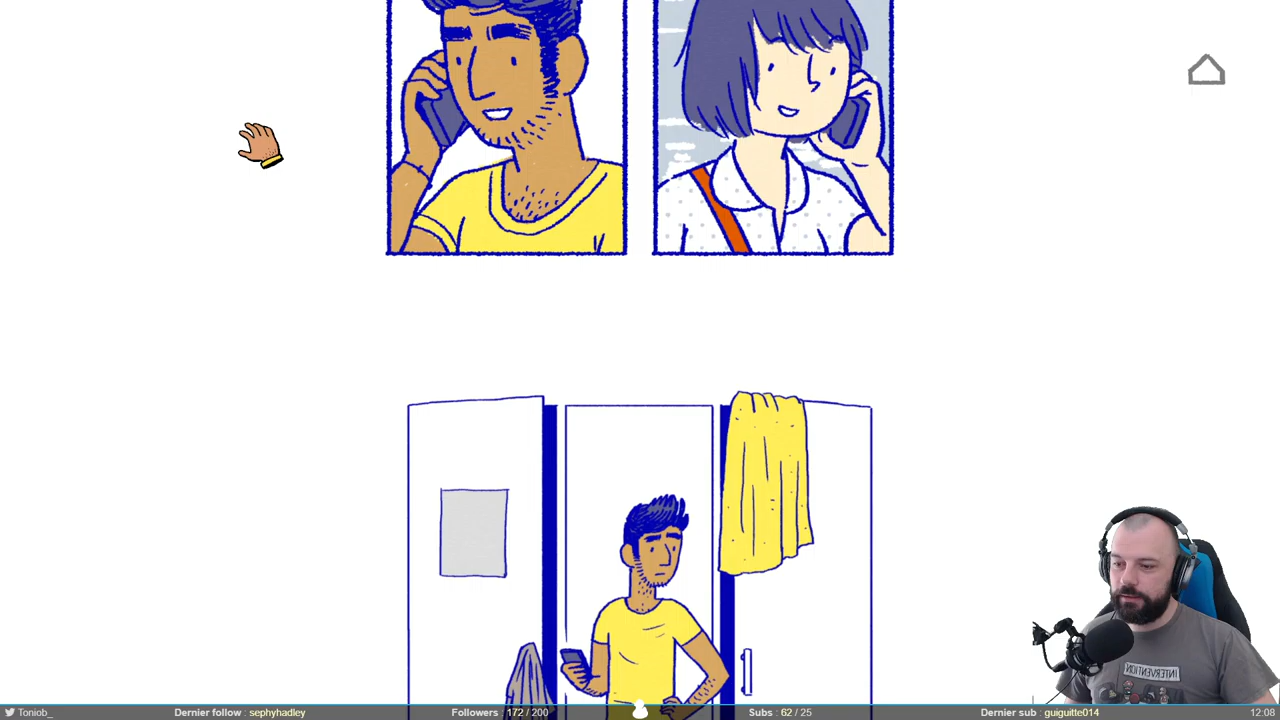 INTERVENTION
Toniob_ Dernier follow : sephyhadley Followers : 172 / 200 Subs : 62 / 25 Dernier sub : guiguitte014 12:08